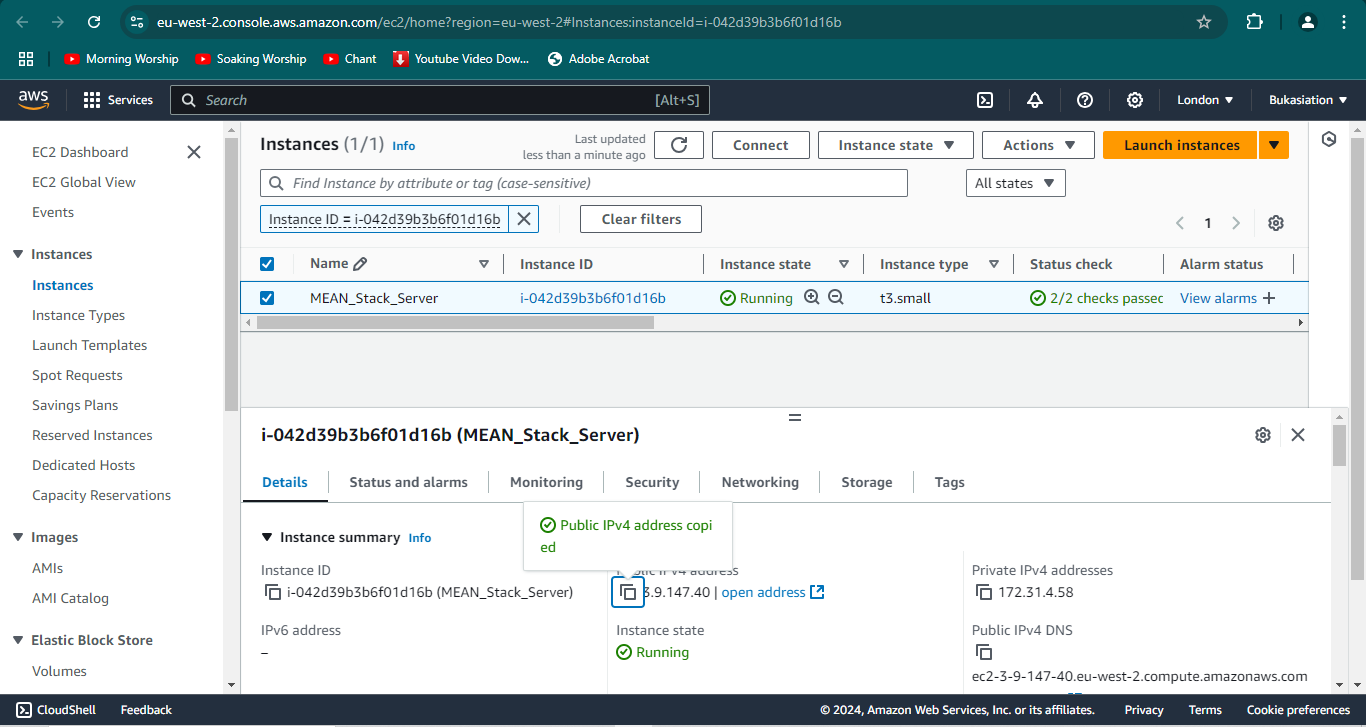 eu-west-2.console.aws.amazon.com/ec2/home?region=eu-west-2#Instances:instanceId=i-042d39b3b6f01d16b
Morning Worship
Soaking Worship
Chant
Youtube Video Dow...
Adobe Acrobat
aws
Services
Search
[Alt+S]
London
Bukasiation
EC2 Dashboard
EC2 Global View
Events
Instances
Instances
Instance Types
Launch Templates
Spot Requests
Savings Plans
Reserved Instances
Dedicated Hosts
Capacity Reservations
Images
AMIs
AMI Catalog
Elastic Block Store
Volumes
Instances (1/1) Info
Last updated
less than a minute ago
Connect
Instance state
Actions
Launch instances
Find Instance by attribute or tag (case-sensitive)
All states
Instance ID = i-042d39b3b6f01d16b
Clear filters
1
Name
Instance ID
Instance state
Instance type
Status check
Alarm status
MEAN_Stack_Server
i-042d39b3b6f01d16b
Running
t3.small
2/2 checks passec
View alarms
i-042d39b3b6f01d16b (MEAN_Stack_Server)
Details
Status and alarms
Monitoring
Security
Networking
Storage
Tags
Public IPv4 address copi
ed
Instance summary Info
Instance ID
i-042d39b3b6f01d16b (MEAN_Stack_Server)
Public IPv4 address
3.9.147.40 | open address
Private IPv4 addresses
172.31.4.58
IPv6 address
–
Instance state
Running
Public IPv4 DNS
ec2-3-9-147-40.eu-west-2.compute.amazonaws.com
CloudShell
Feedback
© 2024, Amazon Web Services, Inc. or its affiliates.
Privacy
Terms
Cookie preferences